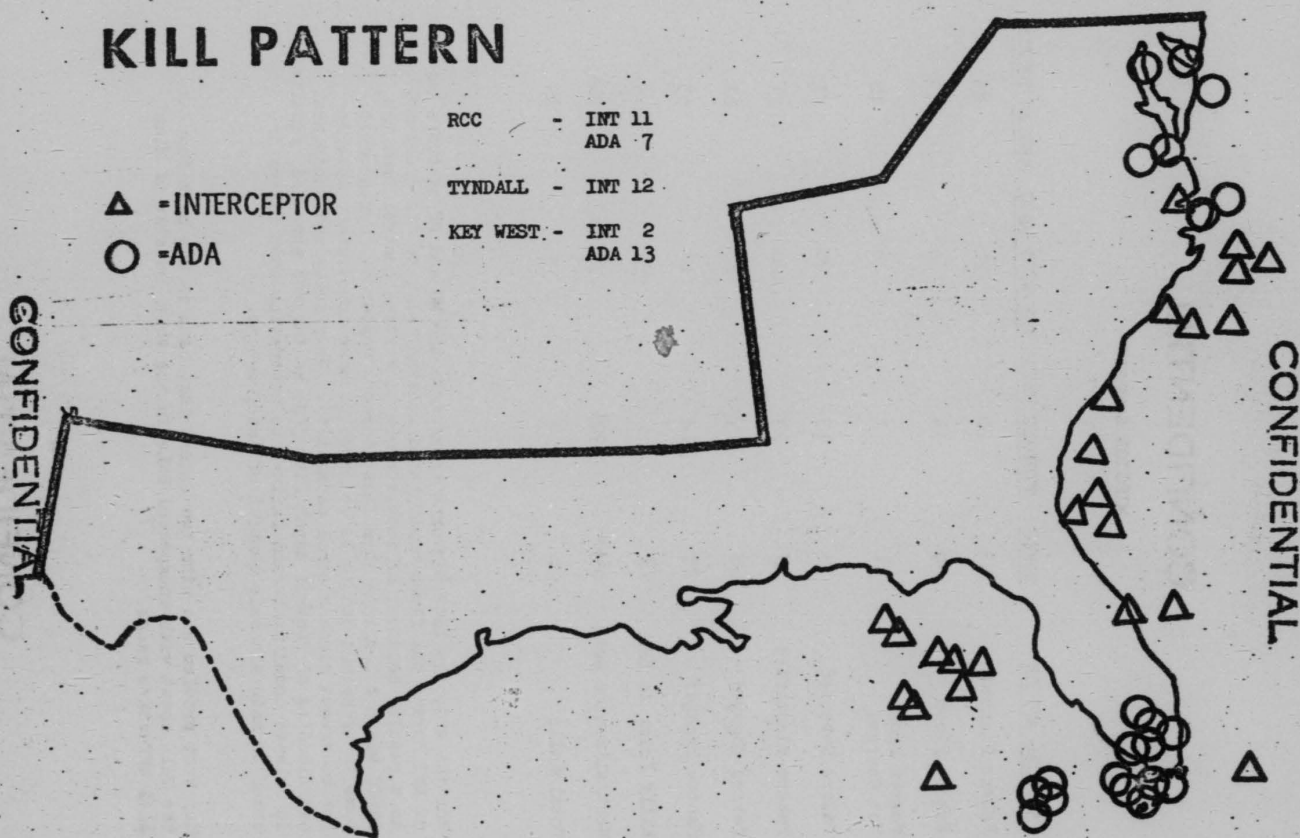 KILL PATTERN
RCC - INT 11
ADA 7
TYNDALL - INT 12
KEY WEST - INT 2
ADA 13
△ =INTERCEPTOR
○ =ADA
CONFIDENTIAL
CONFIDENTIAL